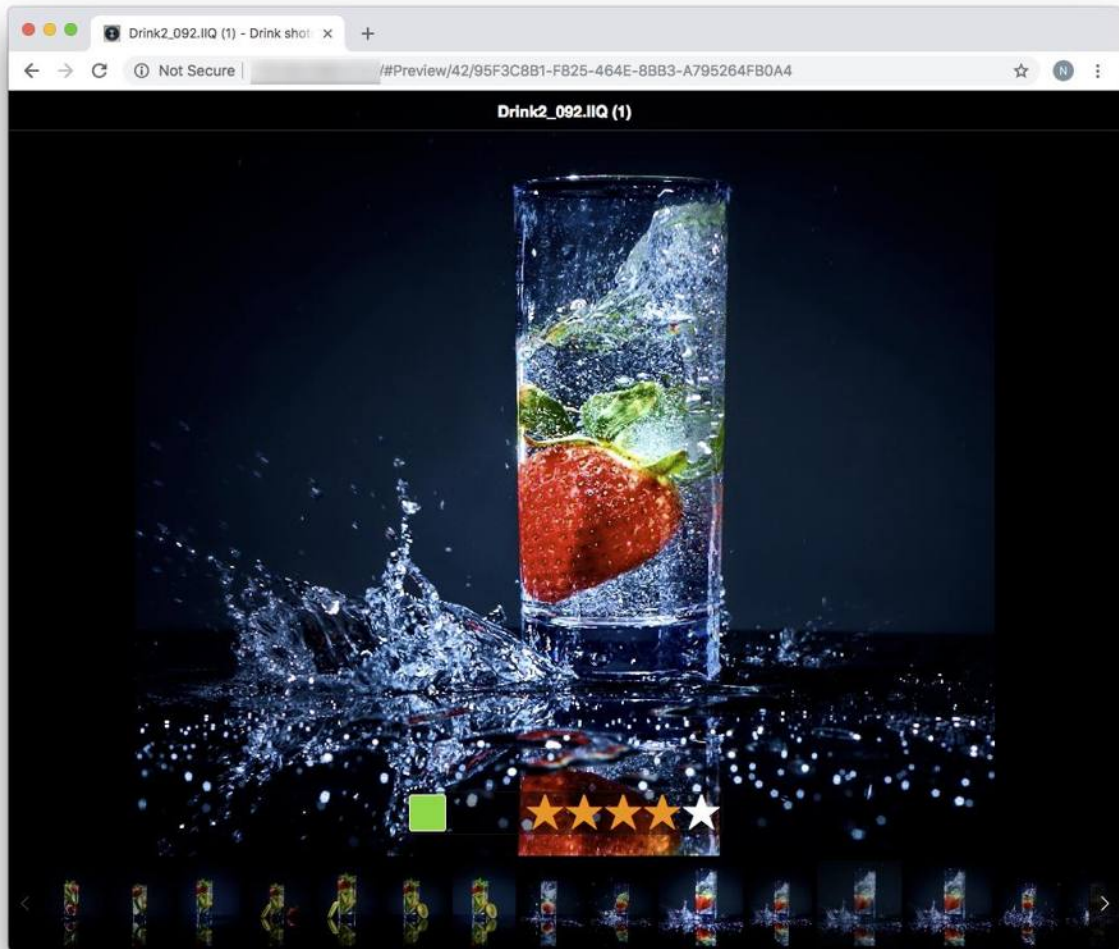 Drink2_092.IIQ (1) - Drink shot
Not Secure
/#Preview/42/95F3C8B1-F825-464E-8BB3-A795264FB0A4
N
Drink2_092.IIQ (1)